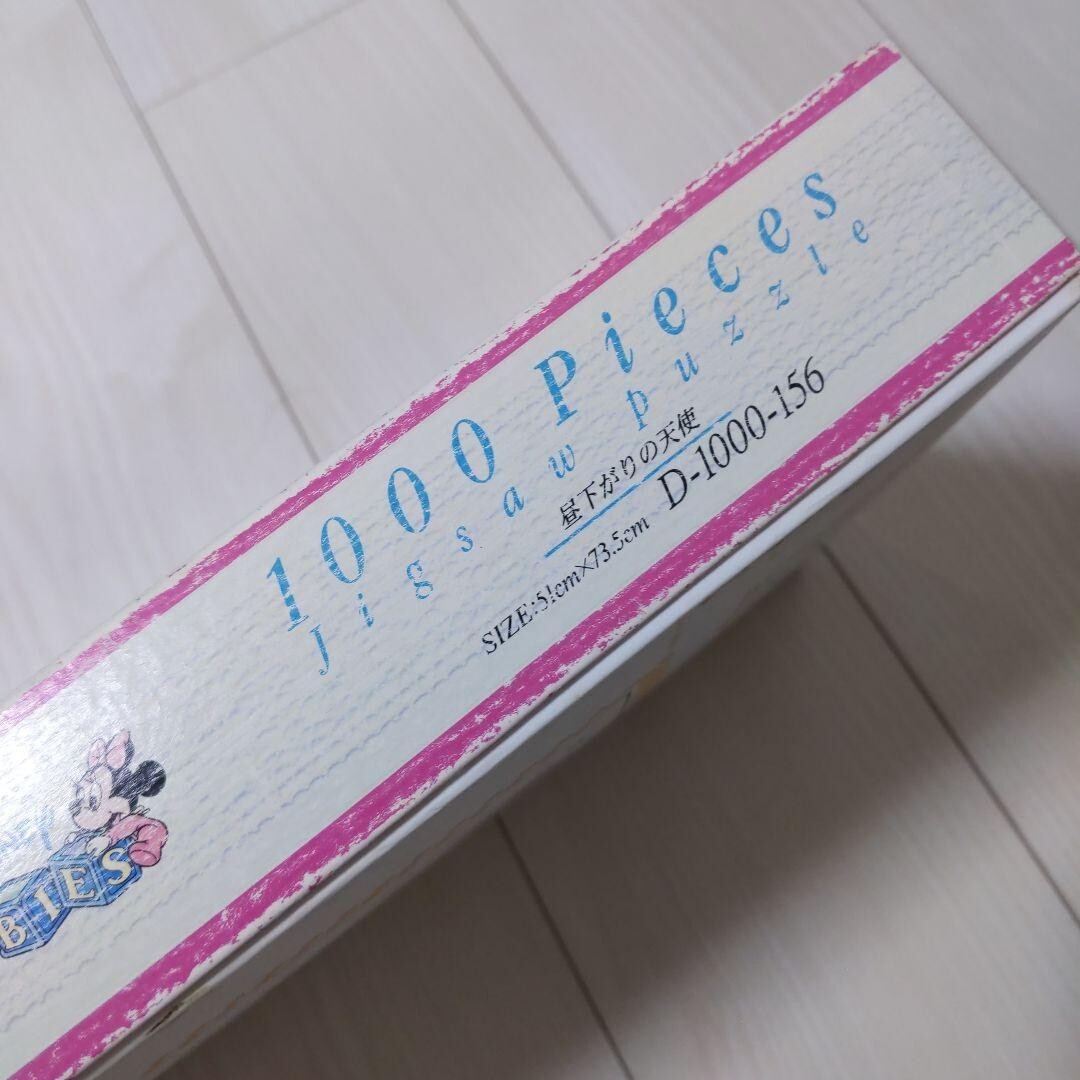 1000 Pieces
Jigsaw puzzle
昼下がりの天使
SIZE:51cm×73.5cm D-1000-156
BIES